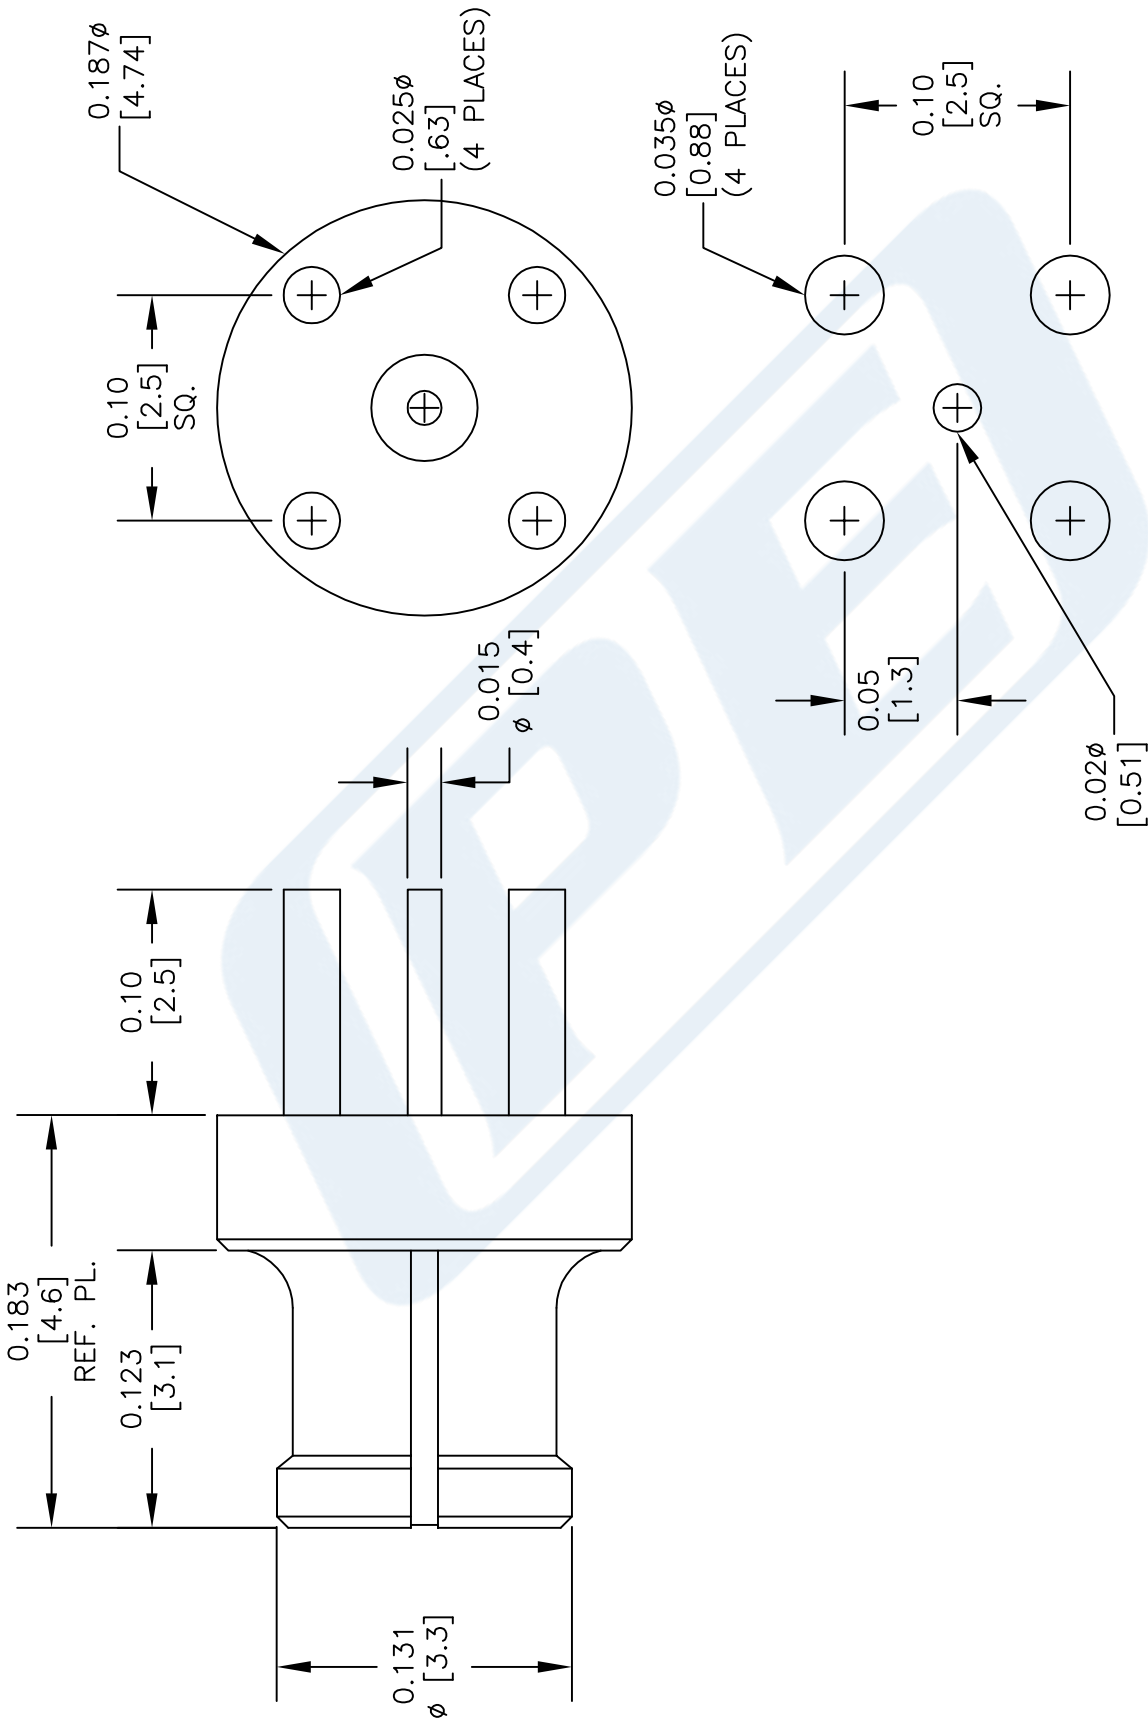 0.183
[4.6]
REF. PL.
0.123
[3.1]
0.10
[2.5]
0.131
ø [3.3]
0.015
ø [0.4]
0.10
[2.5]
SQ.
0.187ø
[4.74]
0.025ø
[.63]
(4 PLACES)
0.035ø
[0.88]
(4 PLACES)
0.10
[2.5]
SQ.
0.05
[1.3]
0.02ø
[0.51]
PE